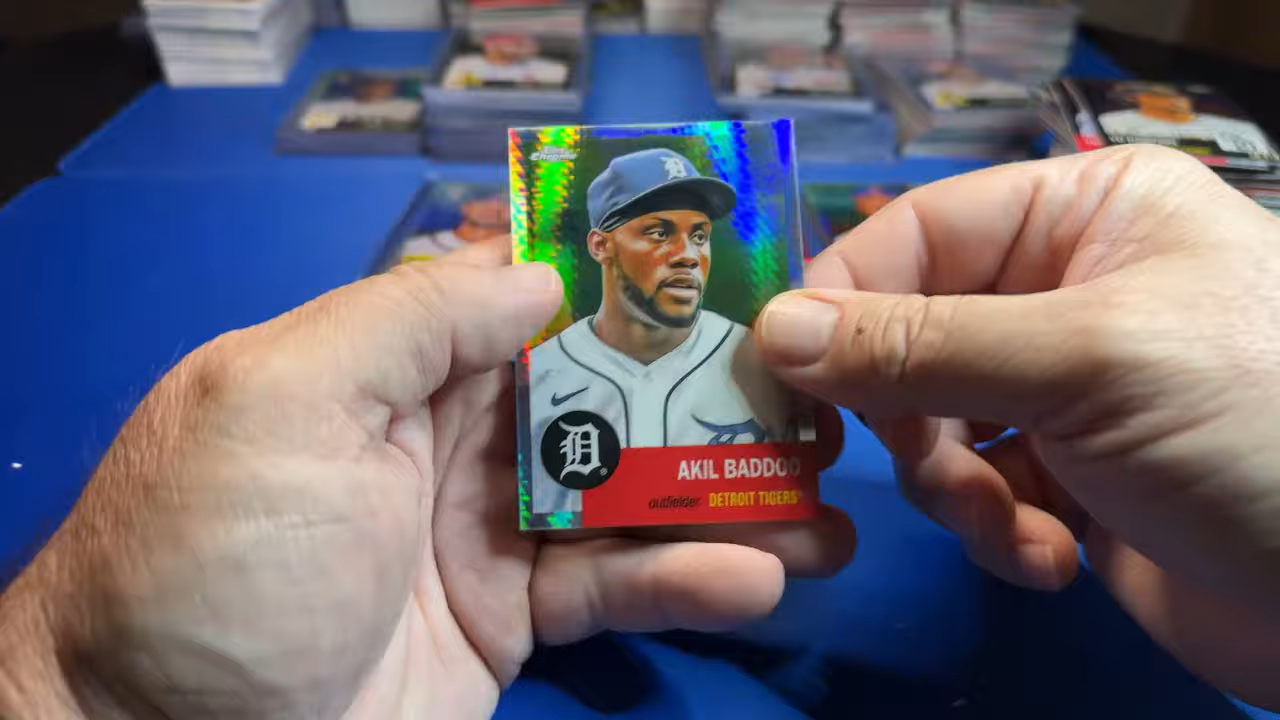 Topps
Chrome
D
D
AKIL BADDOO
outfielder DETROIT TIGERS